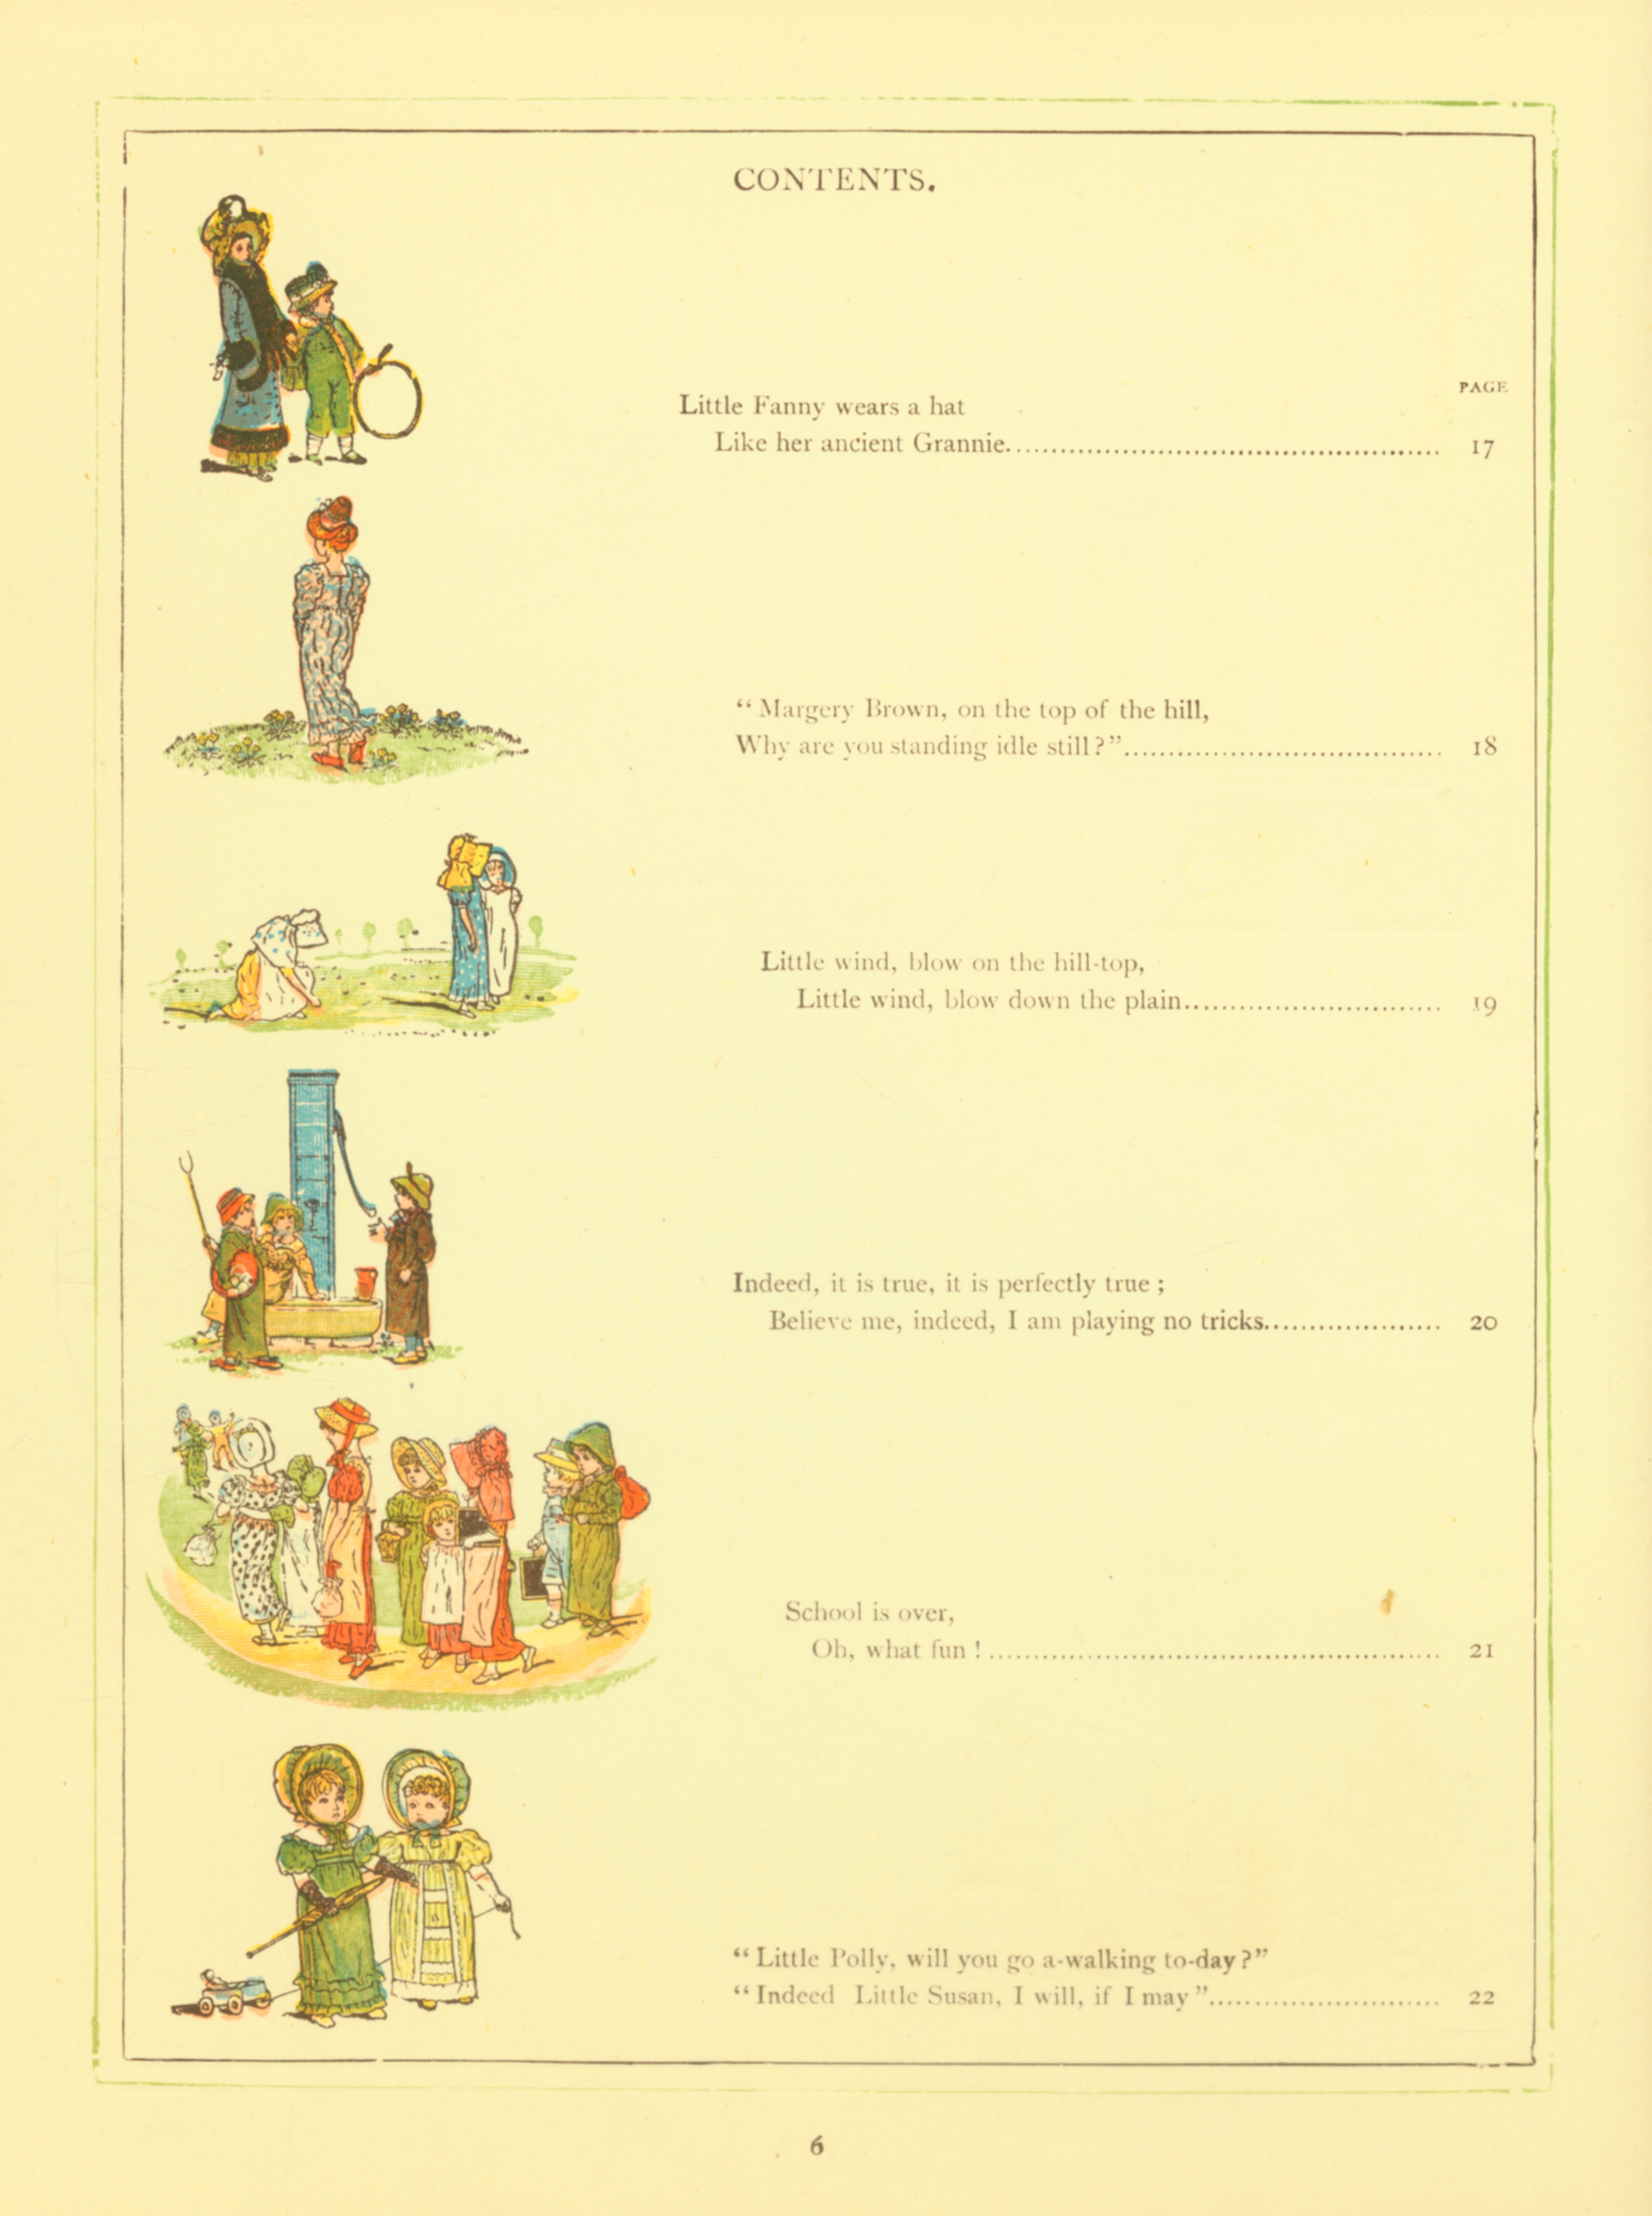 CONTENTS.
PAGE
Little Fanny wears a hat
Like her ancient Grannie.................................................. 17
“ Margery Brown, on the top of the hill,
Why are you standing idle still ? ”.................................... 18
Little wind, blow on the hill-top,
Little wind, blow down the plain............................. 19
Indeed, it is true, it is perfectly true ;
Believe me, indeed, I am playing no tricks.................... 20
School is over,
Oh, what fun ! .................................................. 21
“ Little Polly, will you go a-walking to-day ? ”
“ Indeed Little Susan, I will, if I may ”.......................... 22
6